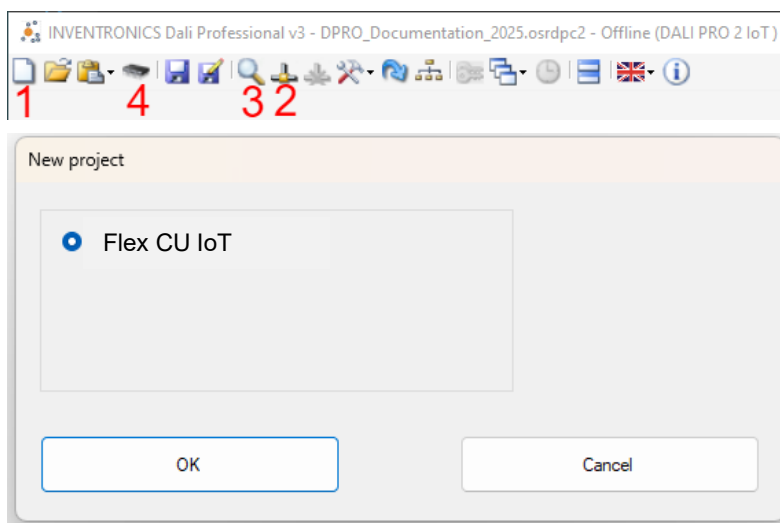 INVENTRONICS Dali Professional v3 - DPRO_Documentation_2025.osrdpc2 - Offline (DALI PRO 2 IoT)
1 4 3 2
New project
Flex CU IoT
OK Cancel